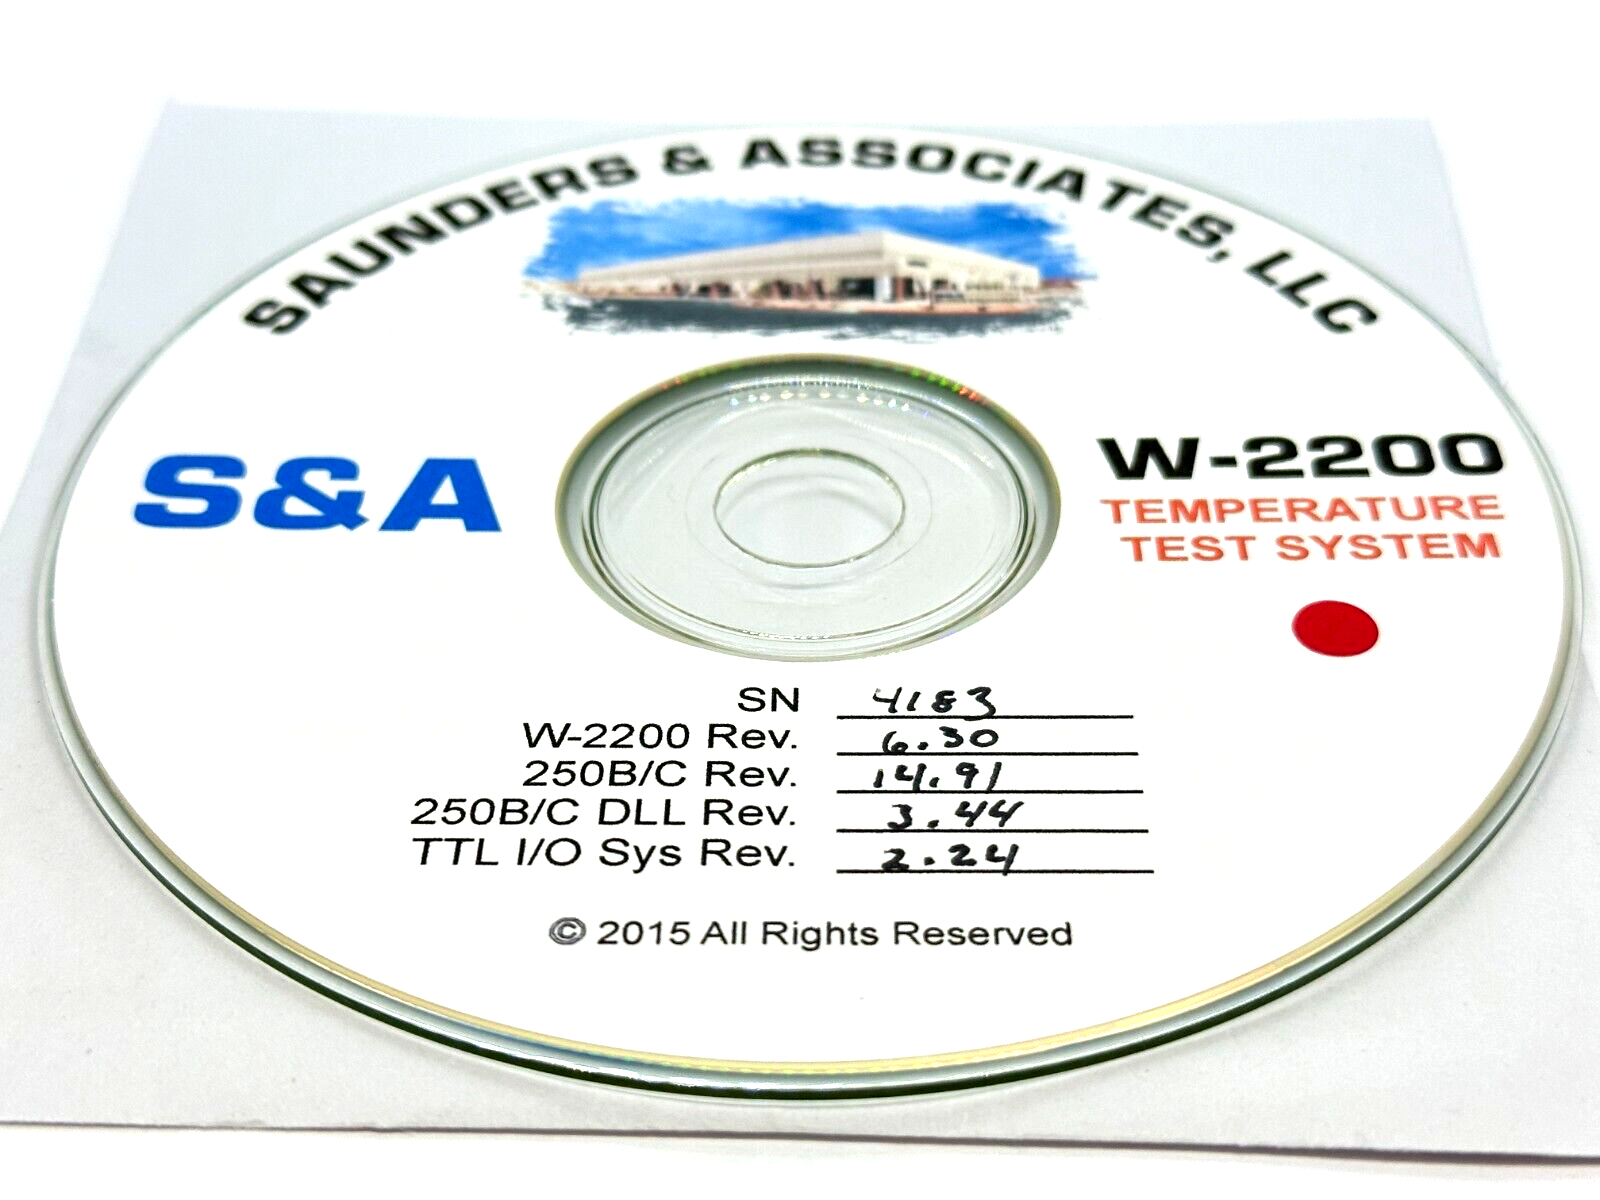 SAUNDERS & ASSOCIATES, LLC
S&A
W-2200
TEMPERATURE
TEST SYSTEM
SN 4183
W-2200 Rev. 6.30
250B/C Rev. 14.91
250B/C DLL Rev. 3.44
TTL I/O Sys Rev. 2.24
© 2015 All Rights Reserved